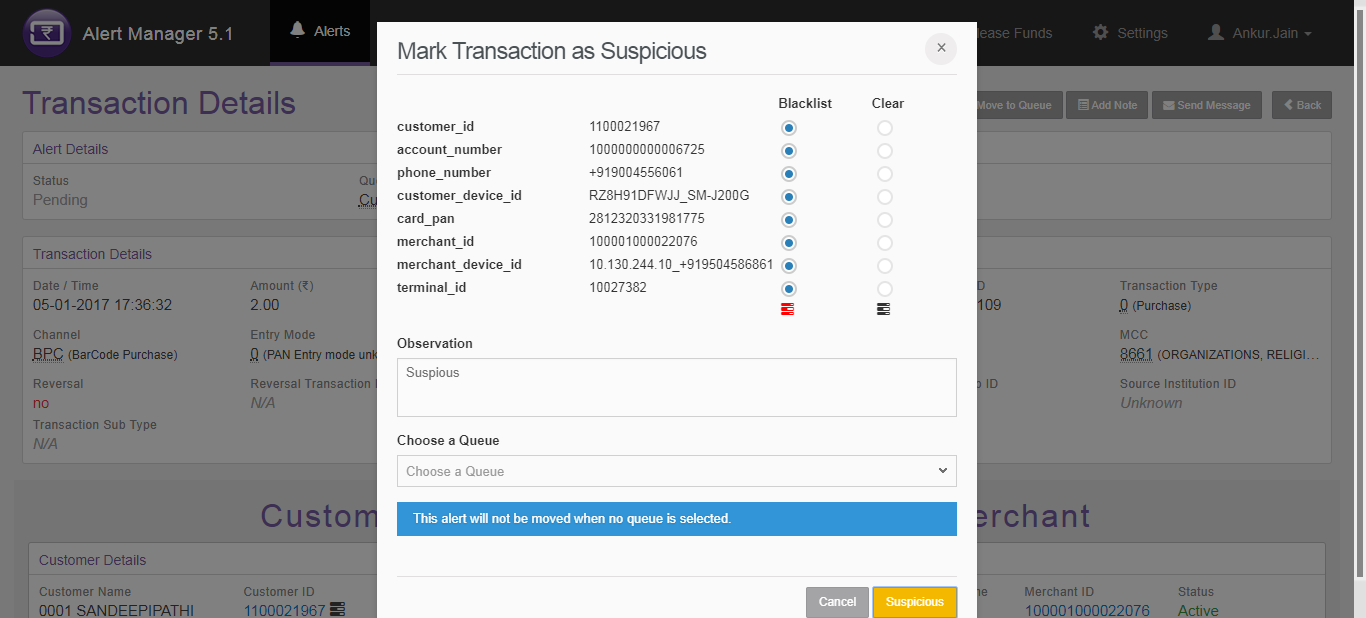 Alert Manager 5.1
Alerts
Settings
Ankur.Jain
Mark Transaction as Suspicious
×
Transaction Details
Move to Queue
Add Note
Send Message
Back
Blacklist Clear
customer_id 1100021967
account_number 1000000000006725
phone_number +919004556061
customer_device_id RZ8H91DFWJJ_SM-J200G
card_pan 2812320331981775
merchant_id 100001000022076
merchant_device_id 10.130.244.10_+919504586861
terminal_id 10027382
Observation
Suspious
Choose a Queue
Choose a Queue
This alert will not be moved when no queue is selected.
Cancel Suspicious
Alert Details
Status
Pending
Transaction Details
Date / Time Amount (₹) Transaction Type
05-01-2017 17:36:32 2.00 109 0 (Purchase)
Channel Entry Mode MCC
BPC (BarCode Purchase) 0 (PAN Entry mode unk 8661 (ORGANIZATIONS, RELIGI…
Reversal Reversal Transaction ID Source Institution ID
no N/A Unknown
Transaction Sub Type
N/A
Custom erchant
Customer Details
Customer Name Customer ID Merchant ID Status
0001 SANDEEPIPATHI 1100021967 100001000022076 Active